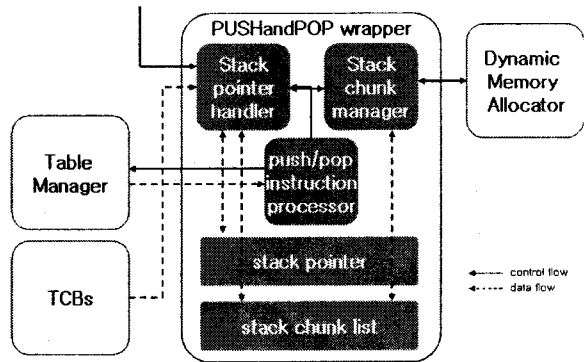 PUSHandPOP wrapper
Stack
pointer
handler
Stack
chunk
manager
Dynamic
Memory
Allocator
Table
Manager
push/pop
instruction
processor
TCBs
stack pointer
stack chunk list
control flow
data flow